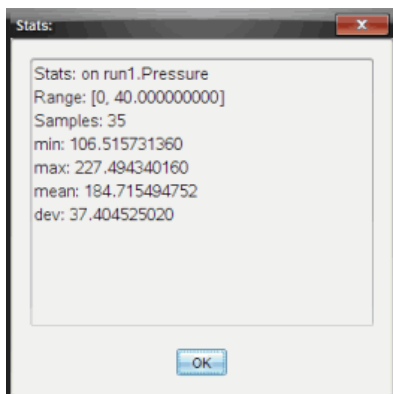 Stats:
Stats: on run1.Pressure
Range: [0, 40.000000000]
Samples: 35
min: 106.515731360
max: 227.494340160
mean: 184.715494752
dev: 37.404525020
OK